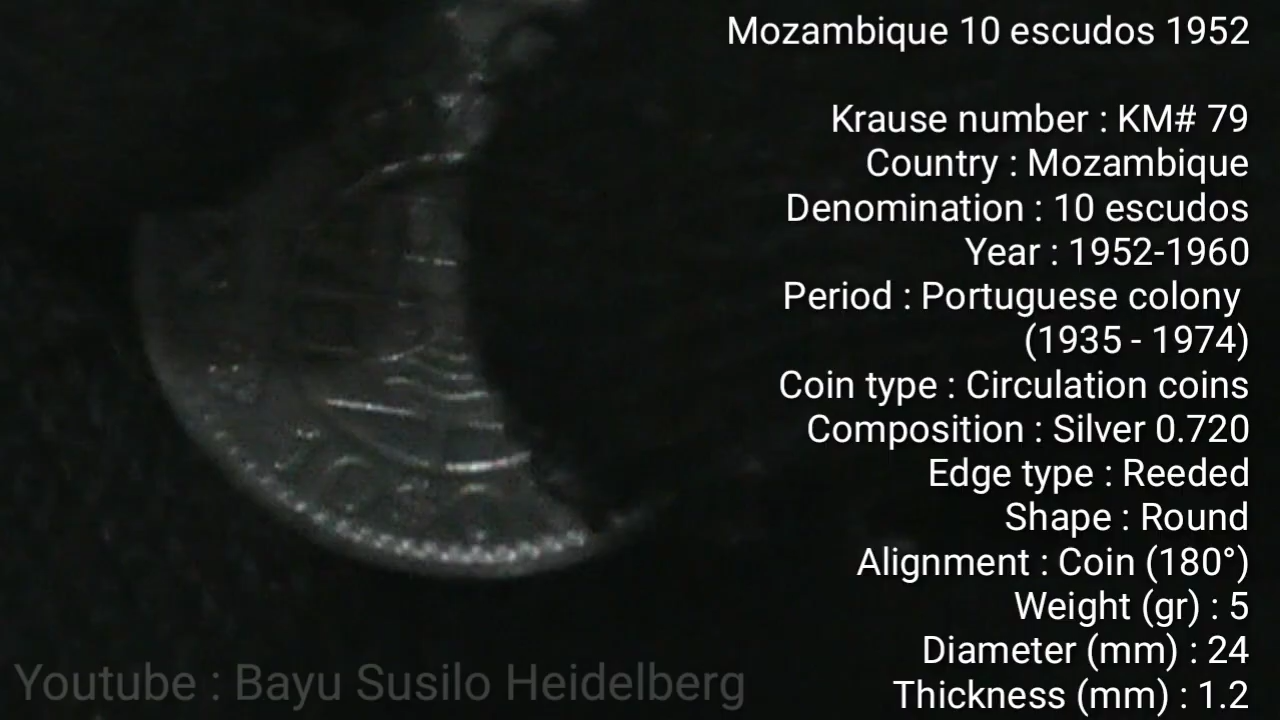 Mozambique 10 escudos 1952
Krause number : KM# 79
Country : Mozambique
Denomination : 10 escudos
Year : 1952-1960
Period : Portuguese colony
(1935 - 1974)
Coin type : Circulation coins
Composition : Silver 0.720
Edge type : Reeded
Shape : Round
Alignment : Coin (180°)
Weight (gr) : 5
Diameter (mm) : 24
Thickness (mm) : 1.2
Youtube : Bayu Susilo Heidelberg